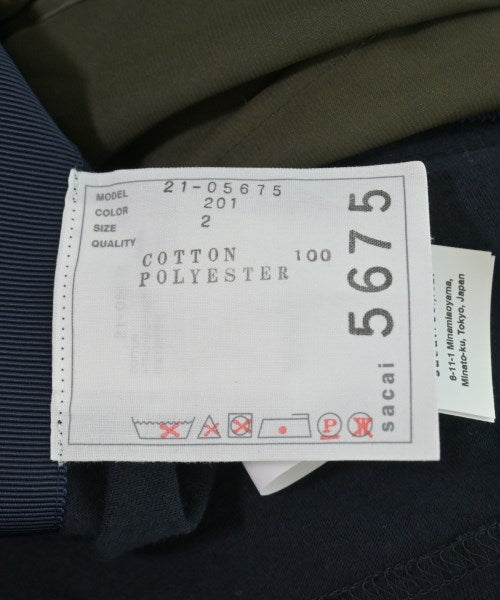 MODEL 21-05675
COLOR 201
SIZE 2
QUALITY
COTTON 100
POLYESTER
P
W
sacai 5675
6-11-1 Minamiaoyama,
Minato-ku, Tokyo, Japan